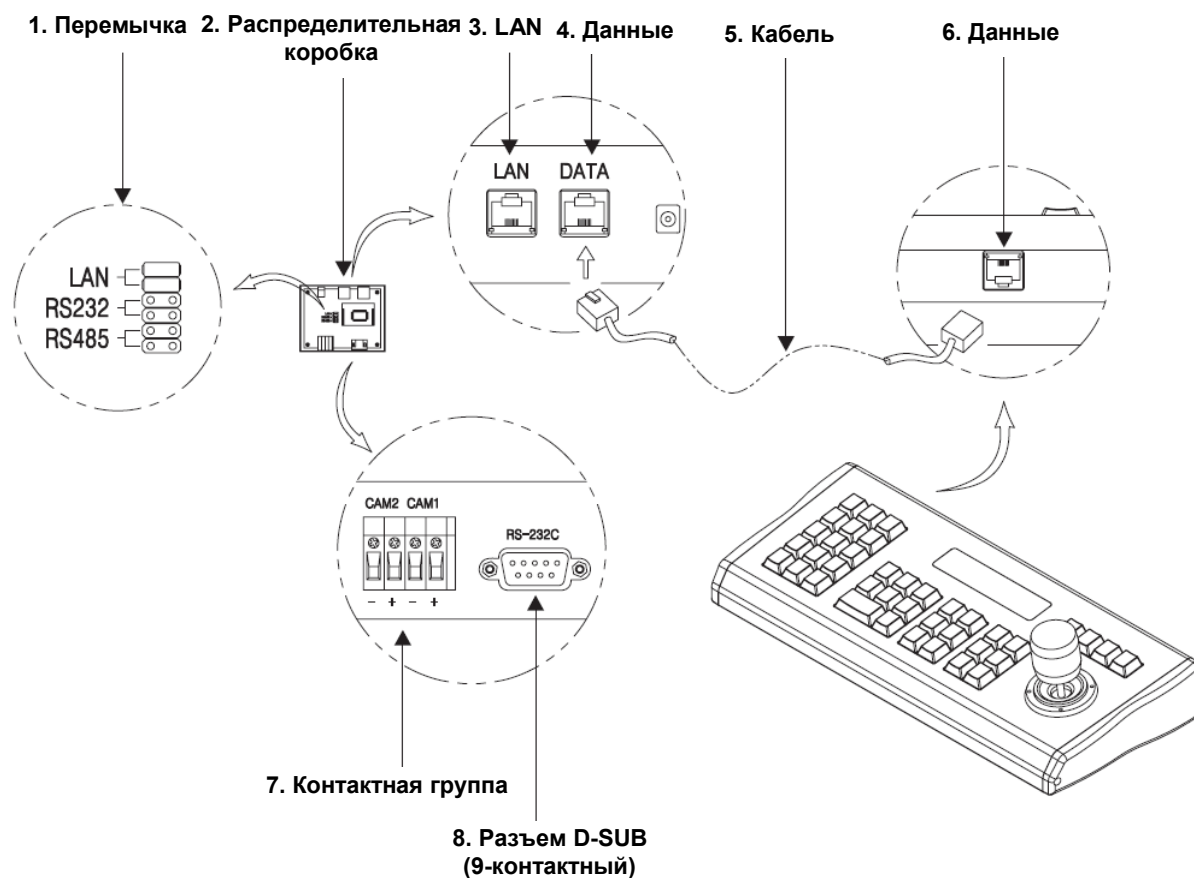 1. Перемычка
2. Распределительная
коробка
3. LAN
4. Данные
5. Кабель
6. Данные
LAN
DATA
LAN
RS232
RS485
CAM2 CAM1
RS-232C
- + - +
7. Контактная группа
8. Разъем D-SUB
(9-контактный)